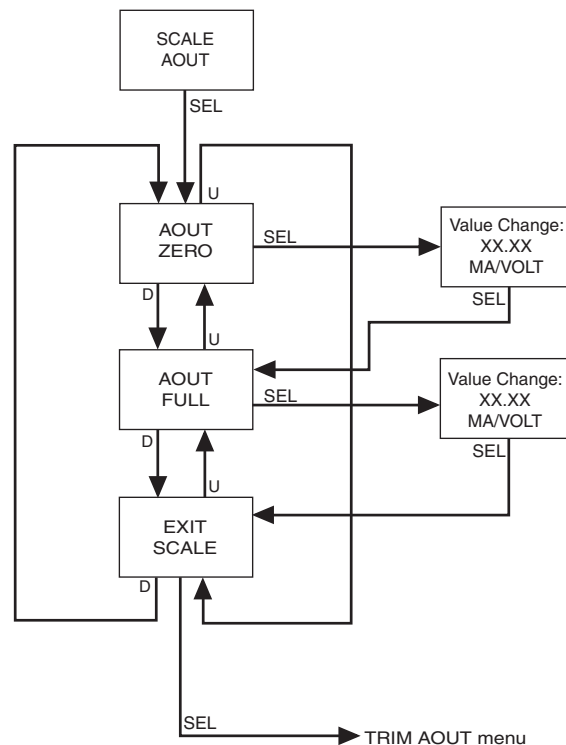 SCALE
AOUT
SEL
U
AOUT
ZERO
SEL
Value Change:
XX.XX
MA/VOLT
SEL
D
U
AOUT
FULL
SEL
Value Change:
XX.XX
MA/VOLT
SEL
D
U
EXIT
SCALE
D
SEL
TRIM AOUT menu